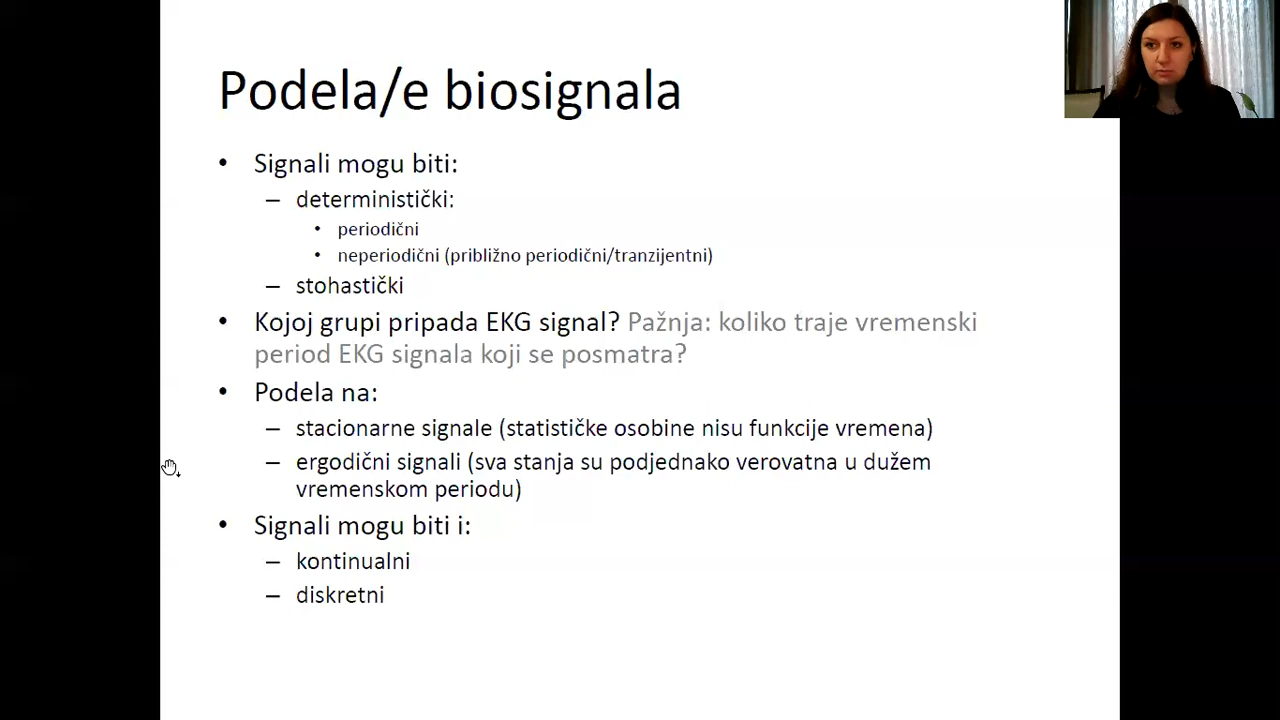 Podela/e biosignala
• Signali mogu biti:
– deterministički:
• periodični
• neperiodični (približno periodični/tranzijentni)
– stohastički
• Kojoj grupi pripada EKG signal? Pažnja: koliko traje vremenski
period EKG signala koji se posmatra?
• Podela na:
– stacionarne signale (statističke osobine nisu funkcije vremena)
– ergodični signali (sva stanja su podjednako verovatna u dužem
vremenskom periodu)
• Signali mogu biti i:
– kontinualni
– diskretni